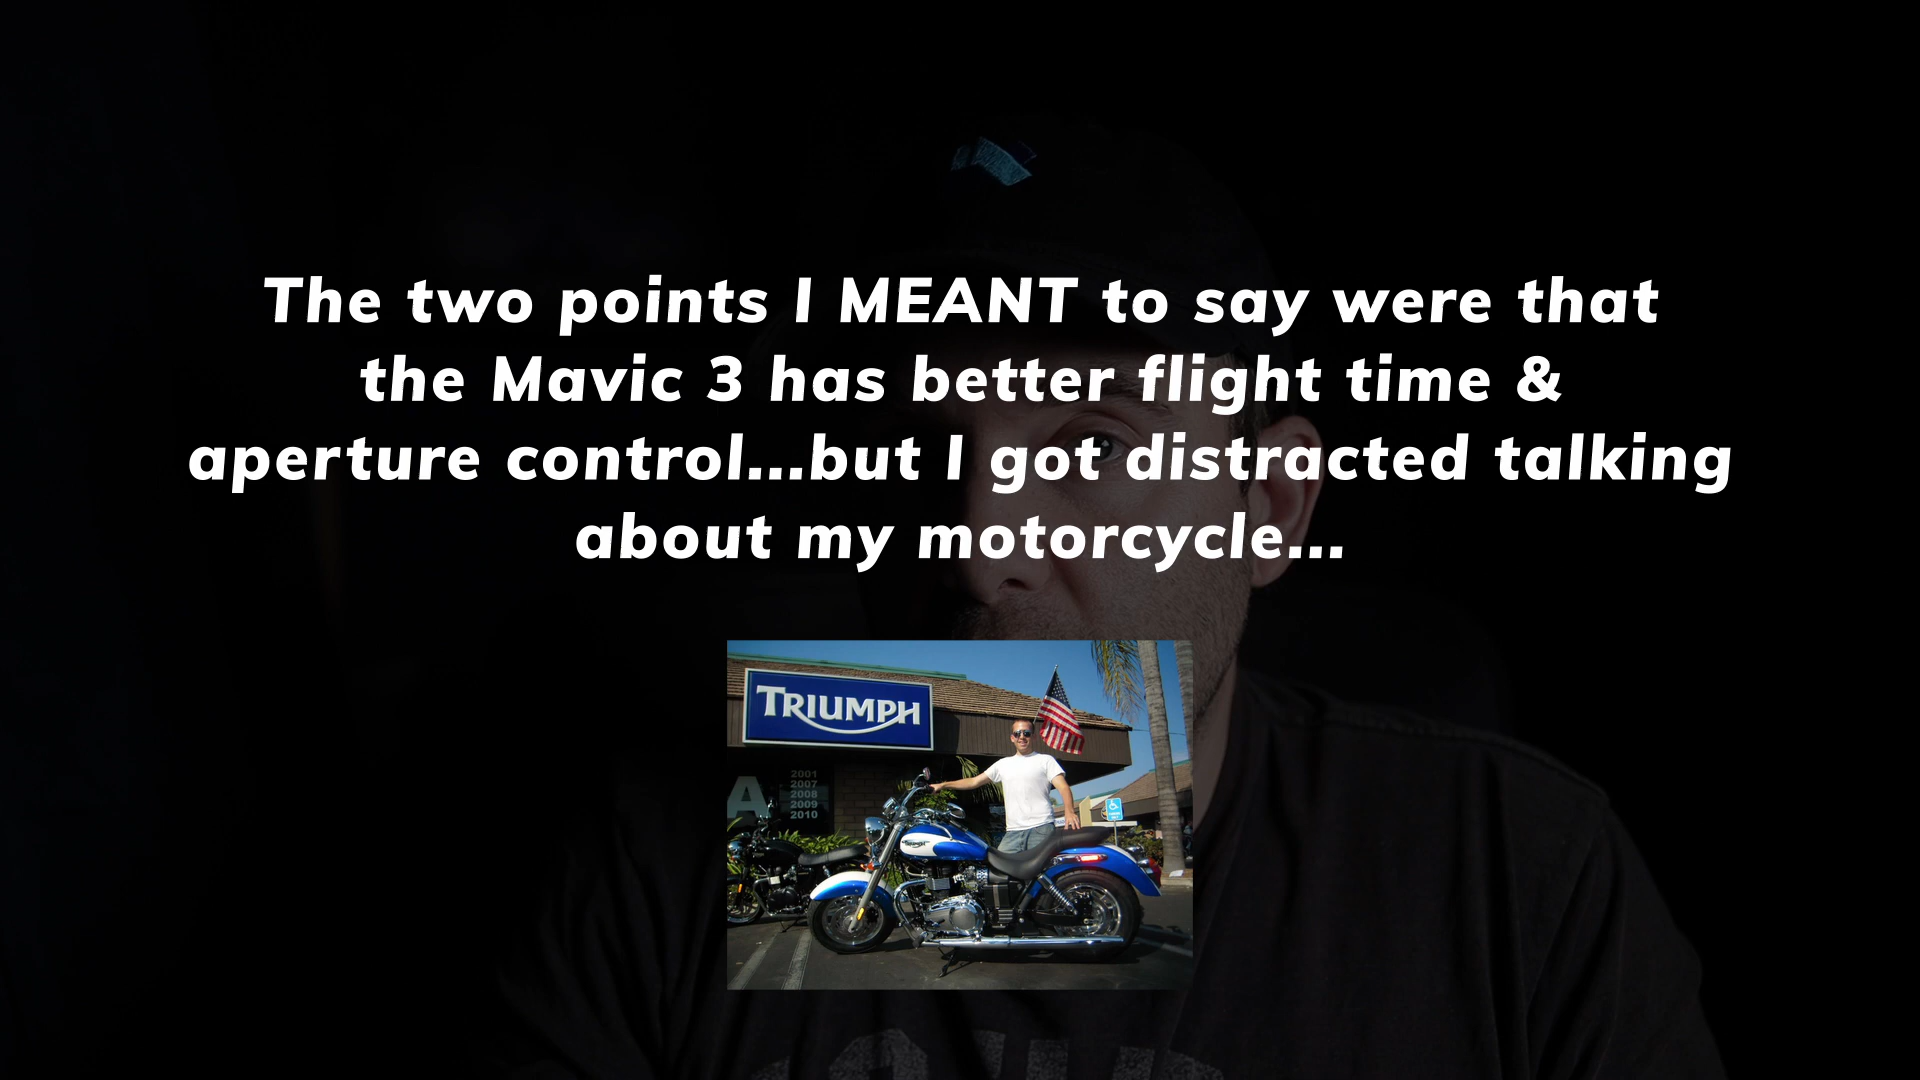 The two points I MEANT to say were that
the Mavic 3 has better flight time &
aperture control...but I got distracted talking
about my motorcycle...
TRIUMPH
A
2001
2007
2008
2009
2010